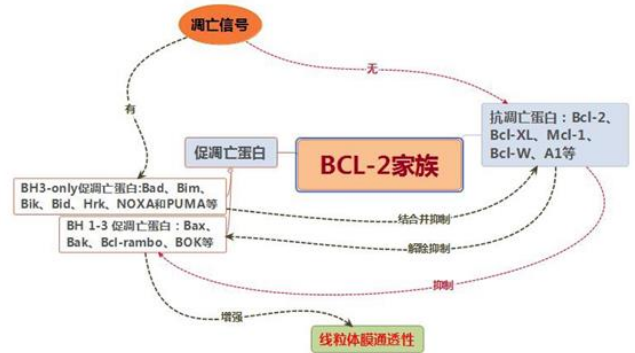 凋亡信号
无
有
抗凋亡蛋白：Bcl-2、
Bcl-XL、Mcl-1、
Bcl-W、A1等
促凋亡蛋白
BCL-2家族
BH3-only促凋亡蛋白:Bad、Bim、
Bik、Bid、Hrk、NOXA和PUMA等
结合并抑制
BH 1-3 促凋亡蛋白：Bax、
Bak、Bcl-rambo、BOK等
解除抑制
抑制
增强
线粒体膜通透性